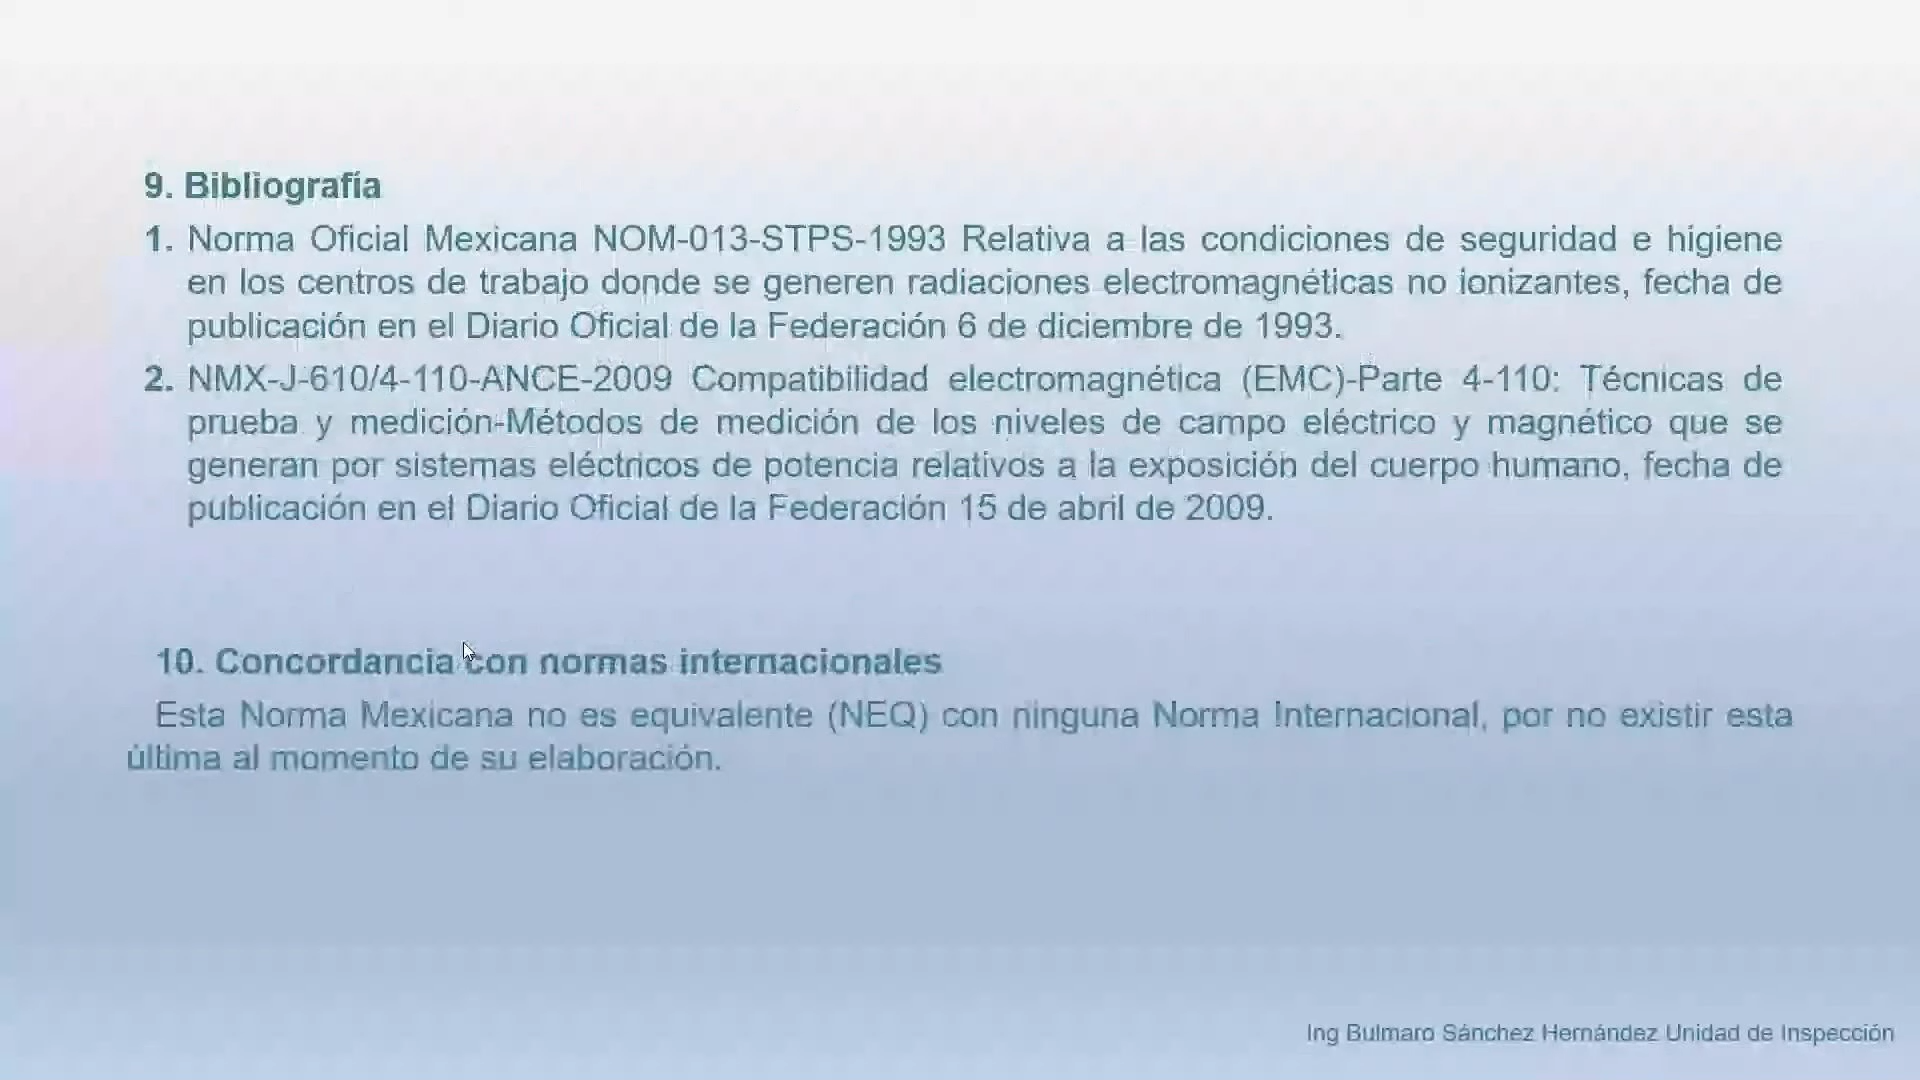 9. Bibliografía
1. Norma Oficial Mexicana NOM-013-STPS-1993 Relativa a las condiciones de seguridad e higiene
en los centros de trabajo donde se generen radiaciones electromagnéticas no ionizantes, fecha de
publicación en el Diario Oficial de la Federación 6 de diciembre de 1993.
2. NMX-J-610/4-110-ANCE-2009 Compatibilidad electromagnética (EMC)-Parte 4-110: Técnicas de
prueba y medición-Métodos de medición de los niveles de campo eléctrico y magnético que se
generan por sistemas eléctricos de potencia relativos a la exposición del cuerpo humano, fecha de
publicación en el Diario Oficial de la Federación 15 de abril de 2009.
10. Concordancia con normas internacionales
Esta Norma Mexicana no es equivalente (NEQ) con ninguna Norma Internacional, por no existir esta
última al momento de su elaboración.
Ing Bulmaro Sánchez Hernández Unidad de Inspección